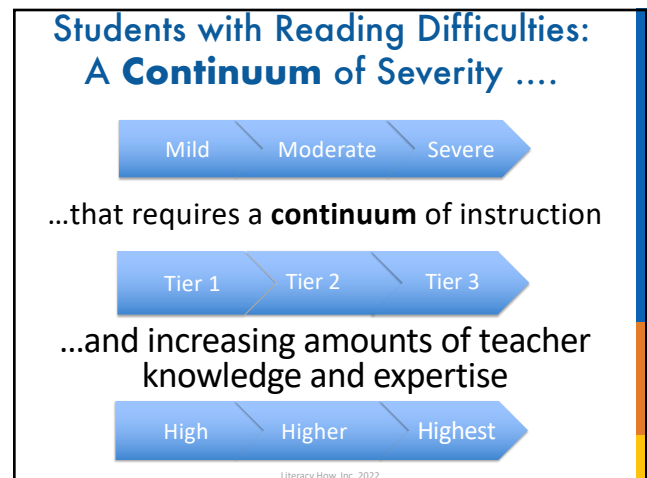 Students with Reading Difficulties:
A Continuum of Severity ....
Mild Moderate Severe
...that requires a continuum of instruction
Tier 1 Tier 2 Tier 3
...and increasing amounts of teacher
knowledge and expertise
High Higher Highest
Literacy How, Inc. 2022